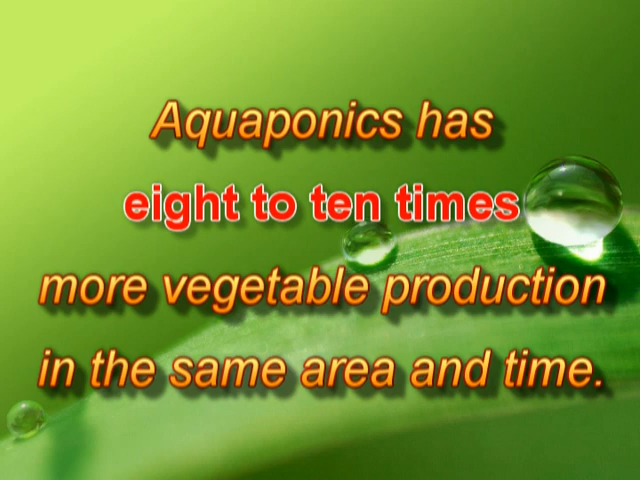 Aquaponics has
eight to ten times
more vegetable production
in the same area and time.